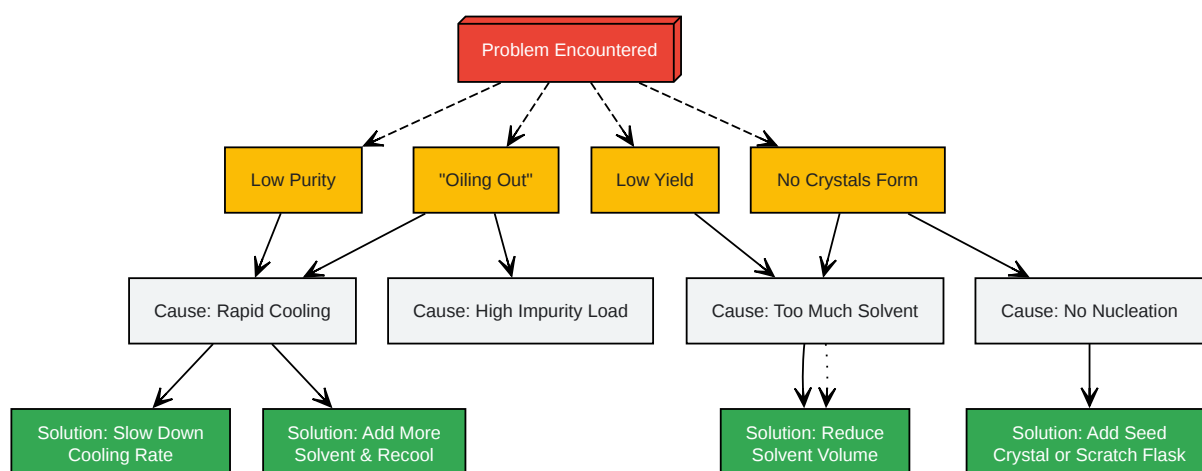 Problem Encountered
Low Purity
"Oiling Out"
Low Yield
No Crystals Form
Cause: Rapid Cooling
Cause: High Impurity Load
Cause: Too Much Solvent
Cause: No Nucleation
Solution: Slow Down
Cooling Rate
Solution: Add More
Solvent & Recool
Solution: Reduce
Solvent Volume
Solution: Add Seed
Crystal or Scratch Flask